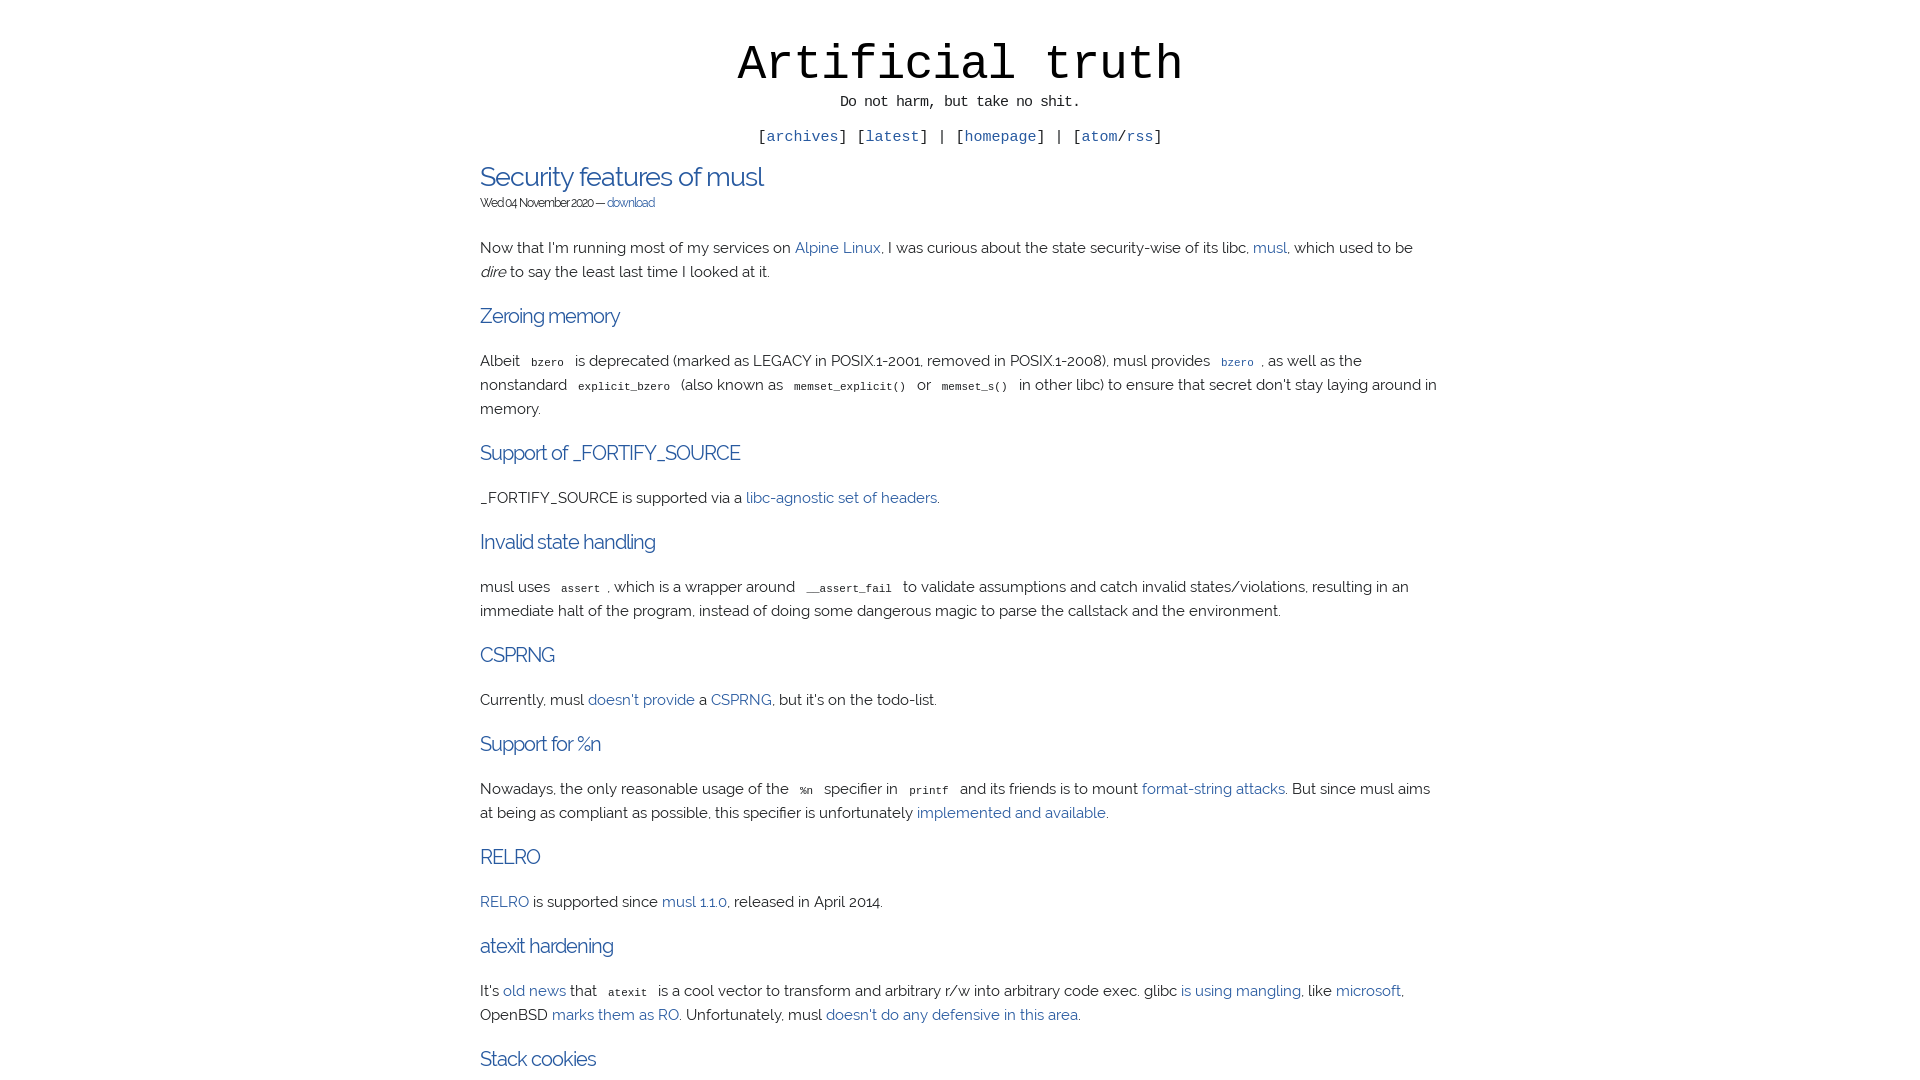 Artificial truth
Do not harm, but take no shit.
[archives] [latest] | [homepage] | [atom/rss]
Security features of musl
Wed 04 November 2020 — download
Now that I'm running most of my services on Alpine Linux, I was curious about the state security-wise of its libc, musl, which used to be
dire to say the least last time I looked at it.
Zeroing memory
Albeit bzero is deprecated (marked as LEGACY in POSIX.1-2001, removed in POSIX.1-2008), musl provides bzero , as well as the
nonstandard explicit_bzero (also known as memset_explicit() or memset_s() in other libc) to ensure that secret don't stay laying around in
memory.
Support of _FORTIFY_SOURCE
_FORTIFY_SOURCE is supported via a libc-agnostic set of headers.
Invalid state handling
musl uses assert , which is a wrapper around __assert_fail to validate assumptions and catch invalid states/violations, resulting in an
immediate halt of the program, instead of doing some dangerous magic to parse the callstack and the environment.
CSPRNG
Currently, musl doesn't provide a CSPRNG, but it's on the todo-list.
Support for %n
Nowadays, the only reasonable usage of the %n specifier in printf and its friends is to mount format-string attacks. But since musl aims
at being as compliant as possible, this specifier is unfortunately implemented and available.
RELRO
RELRO is supported since musl 1.1.0, released in April 2014.
atexit hardening
It's old news that atexit is a cool vector to transform and arbitrary r/w into arbitrary code exec. glibc is using mangling, like microsoft,
OpenBSD marks them as RO. Unfortunately, musl doesn't do any defensive in this area.
Stack cookies